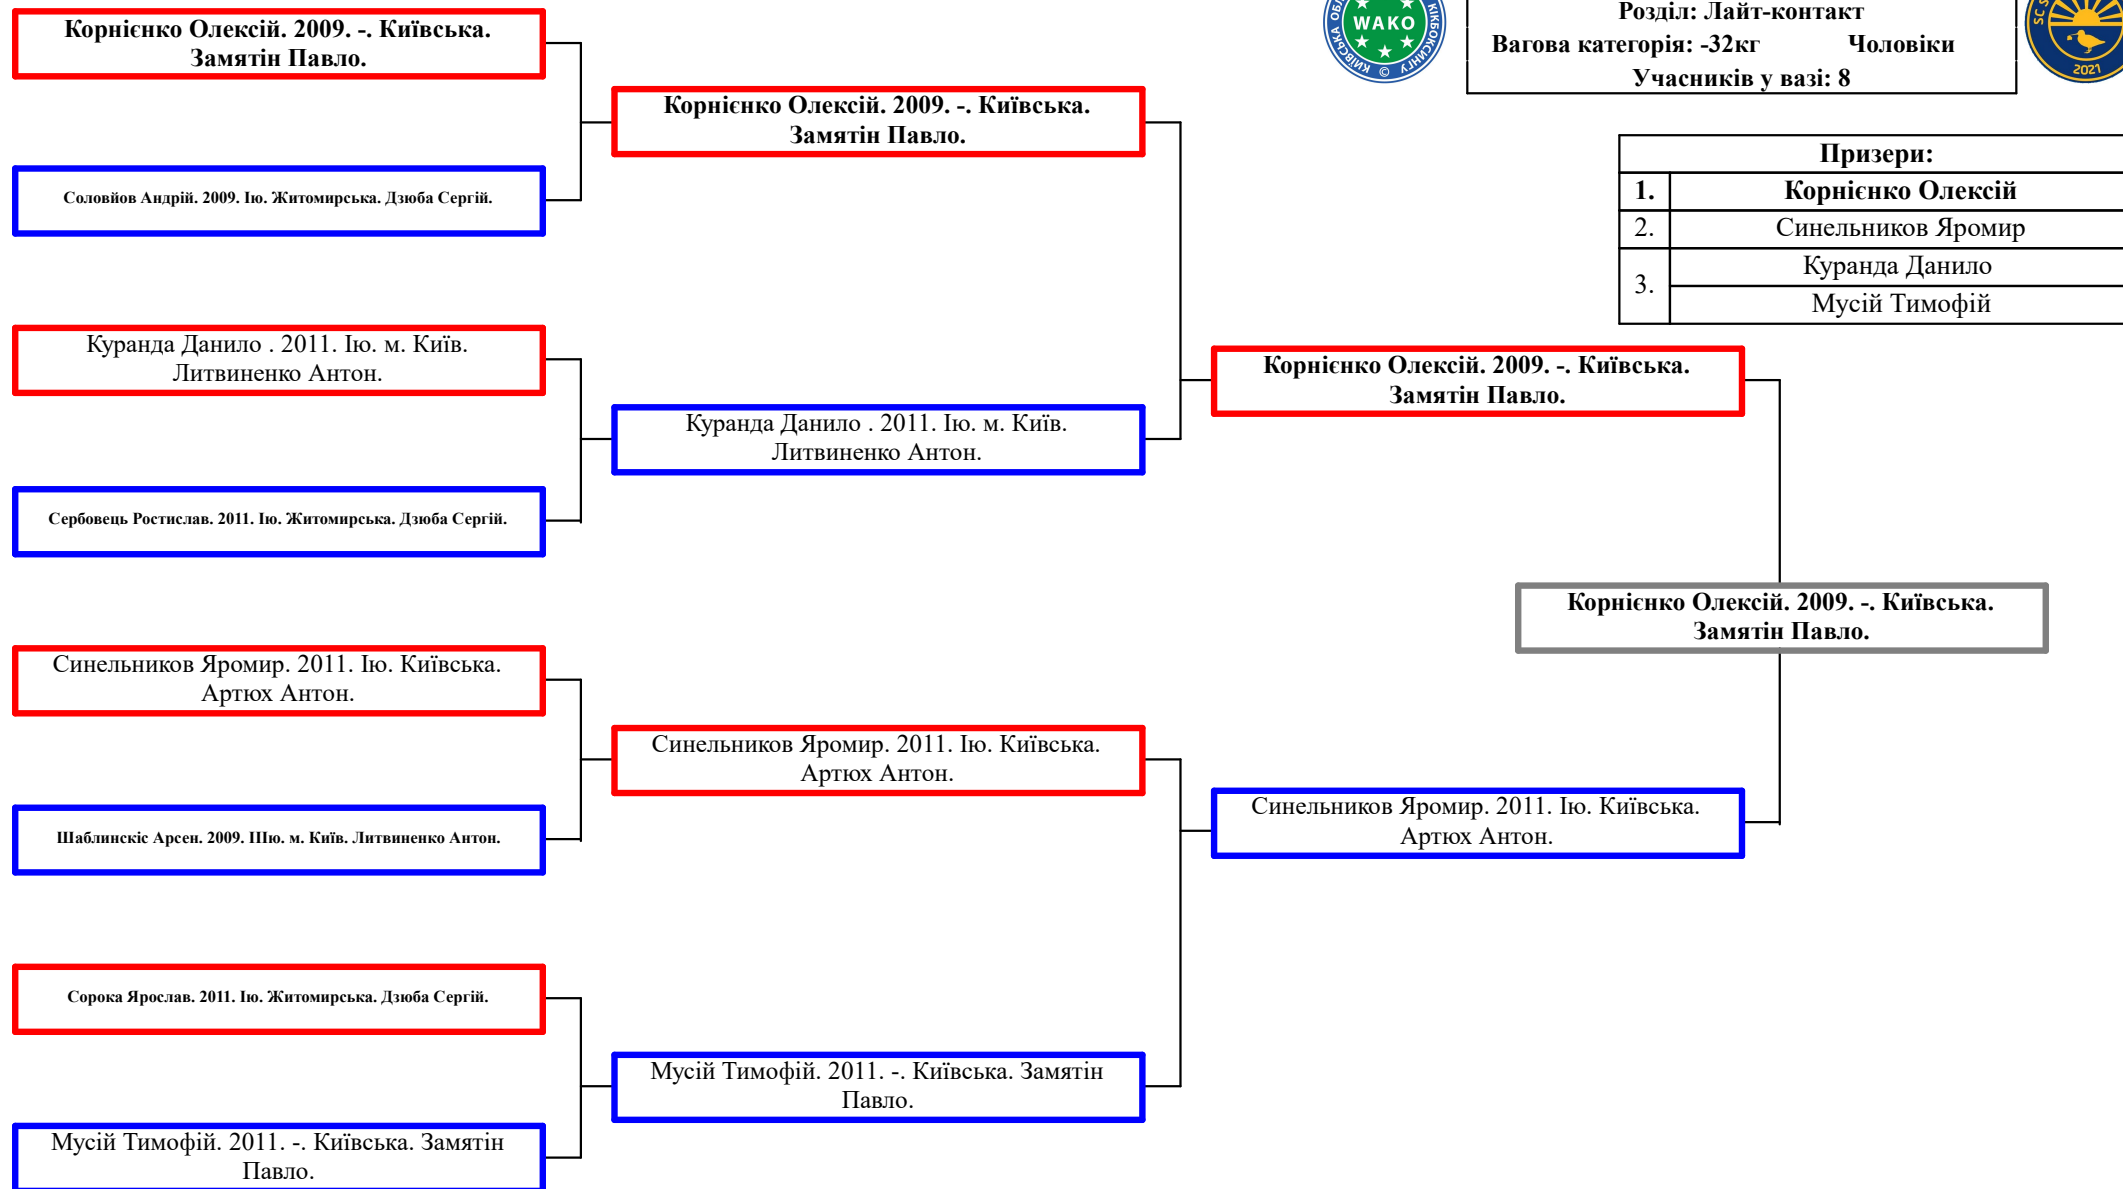 Розділ: Лайт-контакт
Вагова категорія: -32кг Чоловіки
Учасників у вазі: 8
WAKO
КИЇВСЬКА ОБЛ
КІКБОКСИНГУ ©
SC S
2021
Призери:
1. Корнієнко Олексій
2. Синельников Яромир
3. Куранда Данило
Мусій Тимофій
Корнієнко Олексій. 2009. -. Київська.
Замятін Павло.
Соловйов Андрій. 2009. Iю. Житомирська. Дзюба Сергій.
Куранда Данило . 2011. Iю. м. Київ.
Литвиненко Антон.
Сербовець Ростислав. 2011. Iю. Житомирська. Дзюба Сергій.
Синельников Яромир. 2011. Iю. Київська.
Артюх Антон.
Шаблинскіс Арсен. 2009. IIIю. м. Київ. Литвиненко Антон.
Сорока Ярослав. 2011. Iю. Житомирська. Дзюба Сергій.
Мусій Тимофій. 2011. -. Київська. Замятін
Павло.
Корнієнко Олексій. 2009. -. Київська.
Замятін Павло.
Куранда Данило . 2011. Iю. м. Київ.
Литвиненко Антон.
Синельников Яромир. 2011. Iю. Київська.
Артюх Антон.
Мусій Тимофій. 2011. -. Київська. Замятін
Павло.
Корнієнко Олексій. 2009. -. Київська.
Замятін Павло.
Синельников Яромир. 2011. Iю. Київська.
Артюх Антон.
Корнієнко Олексій. 2009. -. Київська.
Замятін Павло.